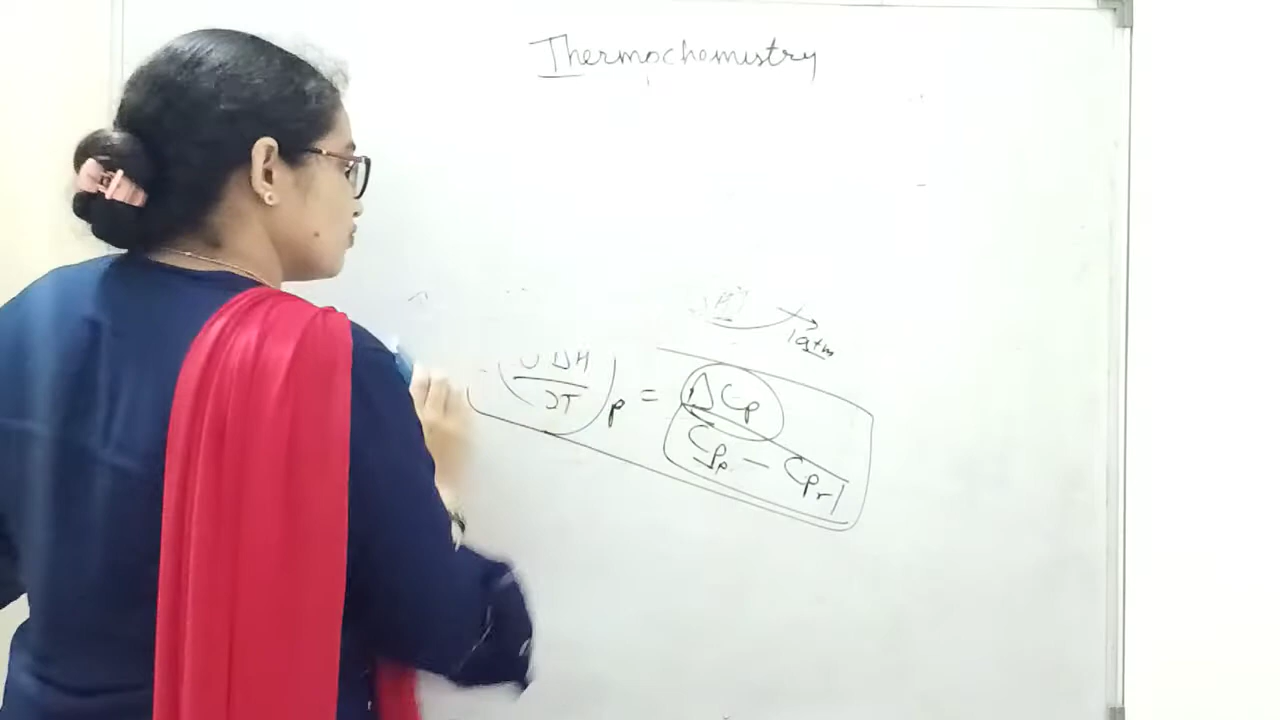 Thermochemistry
1 atm
(∂ΔH/∂T)p = ΔCp
Cpp - Cpr